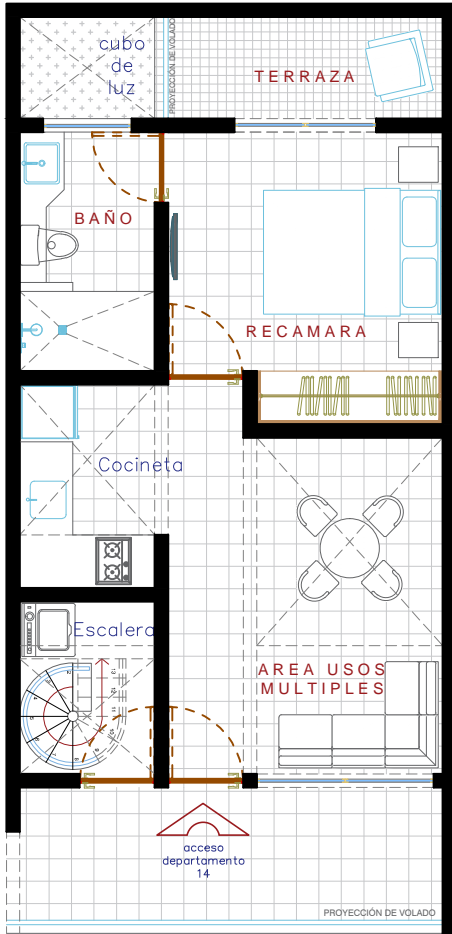 cubo
de
luz
PROYECCIÓN DE VOLADO
TERRAZA
BAÑO
RECAMARA
Cocineta
Escalera
AREA USOS
MULTIPLES
acceso
departamento
14
PROYECCIÓN DE VOLADO